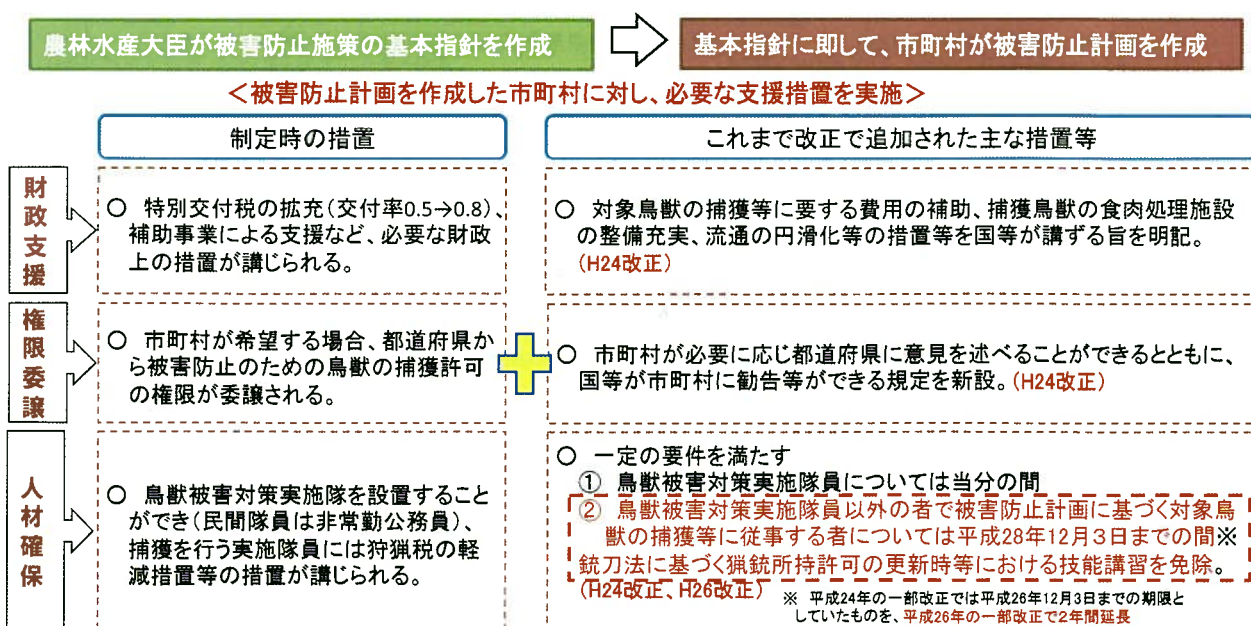 農林水産大臣が被害防止施策の基本指針を作成
基本指針に即して、市町村が被害防止計画を作成
＜被害防止計画を作成した市町村に対し、必要な支援措置を実施＞
制定時の措置
これまで改正で追加された主な措置等
財政支援
○ 特別交付税の拡充（交付率0.5→0.8）、
補助事業による支援など、必要な財政
上の措置が講じられる。
○ 対象鳥獣の捕獲等に要する費用の補助、捕獲鳥獣の食肉処理施設
の整備充実、流通の円滑化等の措置等を国等が講ずる旨を明記。
（H24改正）
権限委譲
○ 市町村が希望する場合、都道府県か
ら被害防止のための鳥獣の捕獲許可
の権限が委譲される。
○ 市町村が必要に応じ都道府県に意見を述べることができるとともに、
国等が市町村に勧告等ができる規定を新設。（H24改正）
人材確保
○ 鳥獣被害対策実施隊を設置すること
ができ（民間隊員は非常勤公務員）、
捕獲を行う実施隊員には狩猟税の軽
減措置等の措置が講じられる。
○ 一定の要件を満たす
① 鳥獣被害対策実施隊員については当分の間
② 鳥獣被害対策実施隊員以外の者で被害防止計画に基づく対象鳥
獣の捕獲等に従事する者については平成28年12月3日までの間※
銃刀法に基づく猟銃所持許可の更新時等における技能講習を免除。
（H24改正、H26改正）
※ 平成24年の一部改正では平成26年12月3日までの期限と
していたものを、平成26年の一部改正で2年間延長